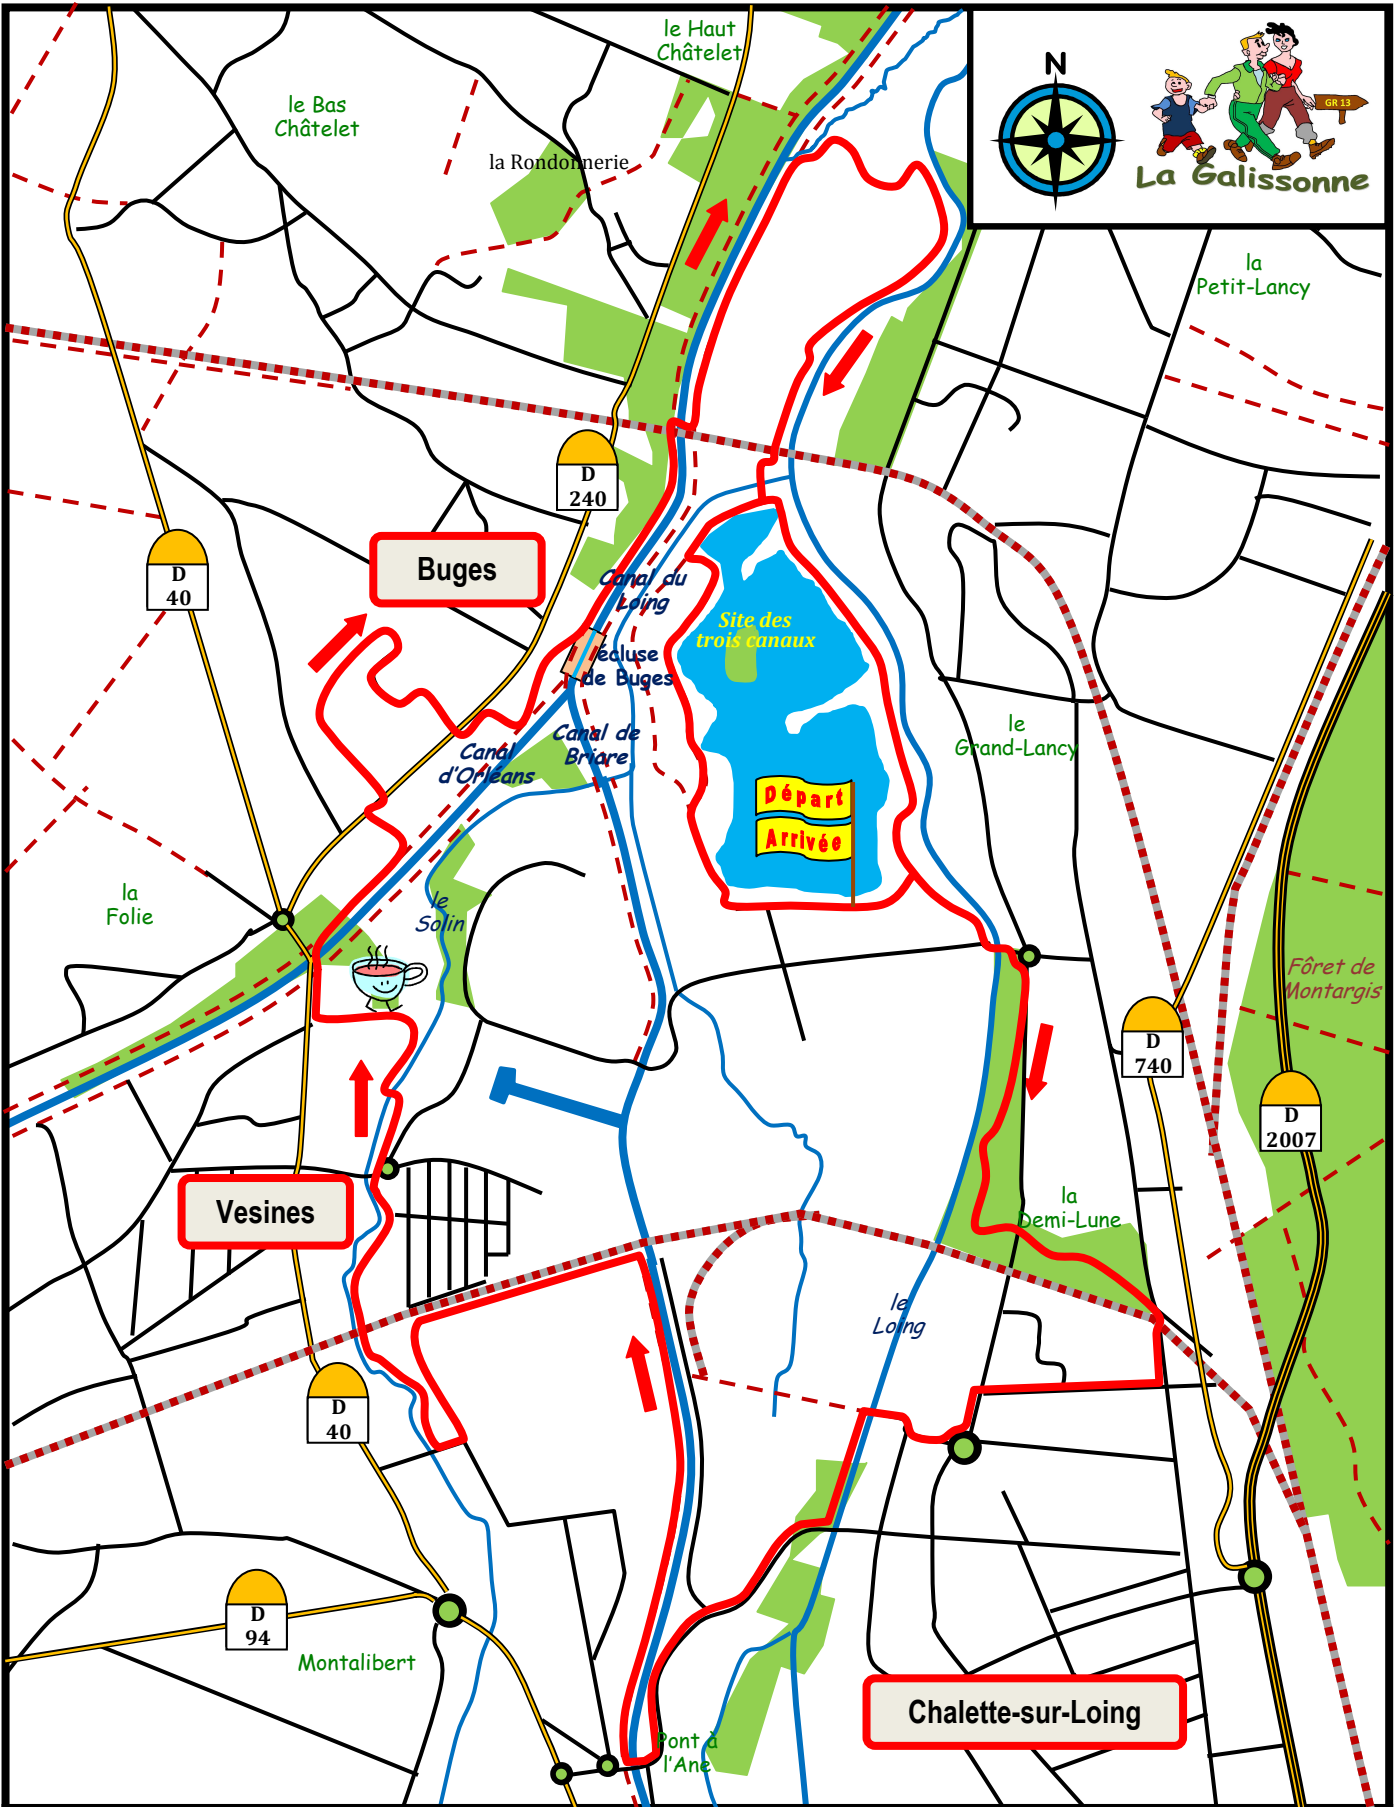 le Haut
Châtelet
N
GR 13
La Galissonne
le Bas
Châtelet
la Rondonnerie
la
Petit-Lancy
D
240
D
40
Buges
Canal du
Loing
Site des
trois canaux
écluse
de Buges
Canal de
Briare
Canal
d'Orléans
le
Grand-Lancy
Départ
Arrivée
la
Folie
le
Solin
Fôret de
Montargis
D
740
D
2007
Vesines
la
Demi-Lune
le
Loing
D
40
D
94
Montalibert
Chalette-sur-Loing
Pont à
l'Ane